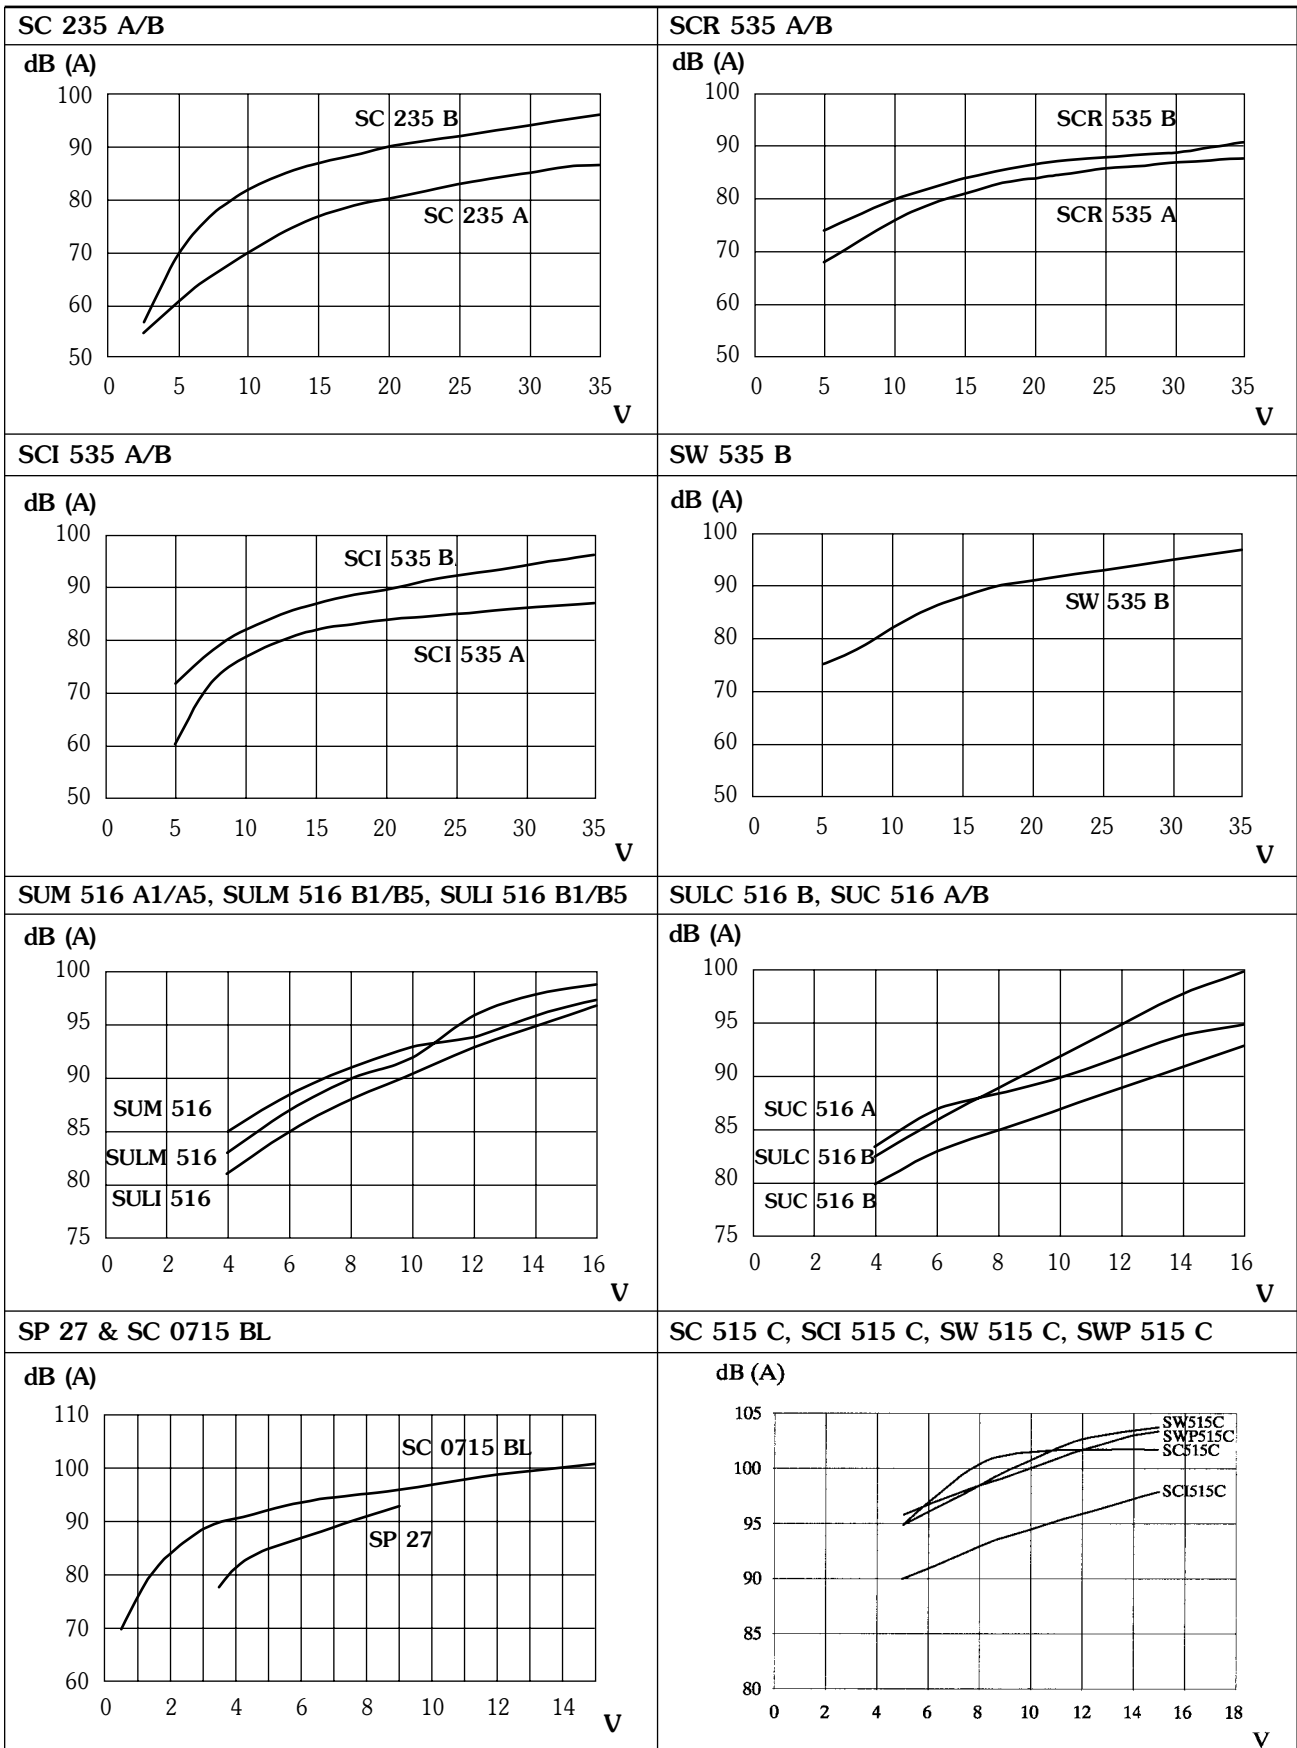 SC 235 A/B
dB (A)
100
90
80
70
60
50
0 5 10 15 20 25 30 35
V
SC 235 B
SC 235 A
SCR 535 A/B
dB (A)
100
90
80
70
60
50
0 5 10 15 20 25 30 35
V
SCR 535 B
SCR 535 A
SCI 535 A/B
dB (A)
100
90
80
70
60
50
0 5 10 15 20 25 30 35
V
SCI 535 B
SCI 535 A
SW 535 B
dB (A)
100
90
80
70
60
50
0 5 10 15 20 25 30 35
V
SW 535 B
SUM 516 A1/A5, SULM 516 B1/B5, SULI 516 B1/B5
dB (A)
100
95
90
85
80
75
0 2 4 6 8 10 12 14 16
V
SUM 516
SULM 516
SULI 516
SULC 516 B, SUC 516 A/B
dB (A)
100
95
90
85
80
75
0 2 4 6 8 10 12 14 16
V
SUC 516 A
SULC 516 B
SUC 516 B
SP 27 & SC 0715 BL
dB (A)
110
100
90
80
70
60
0 2 4 6 8 10 12 14
V
SC 0715 BL
SP 27
SC 515 C, SCI 515 C, SW 515 C, SWP 515 C
dB (A)
105
100
95
90
85
80
0 2 4 6 8 10 12 14 16 18
V
SW515C
SWP515C
SC515C
SCI515C